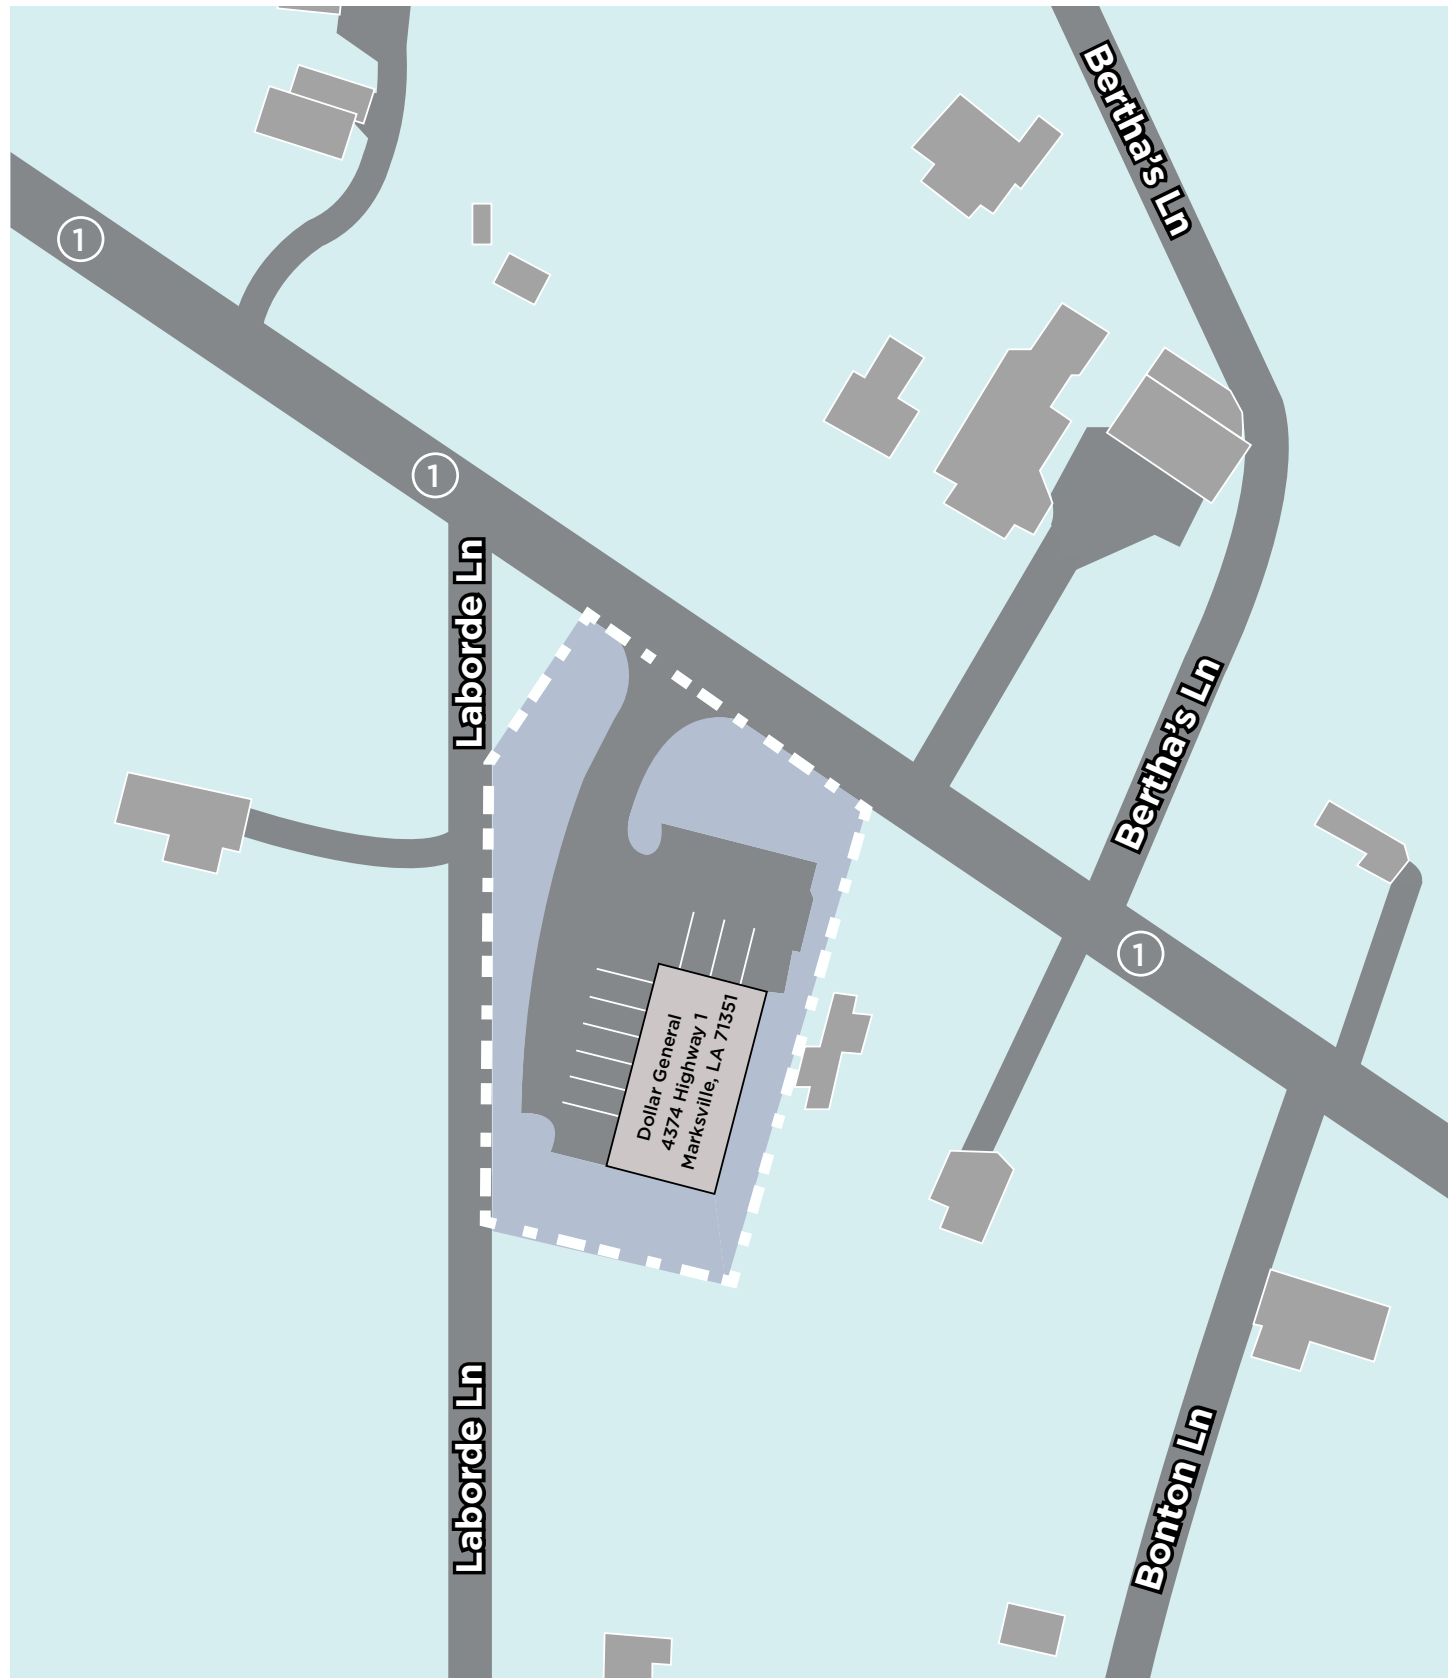 Bertha's Ln
1
1
Laborde Ln
Bertha's Ln
1
Dollar General
4374 Highway 1
Marksville, LA 71351
Laborde Ln
Bonton Ln